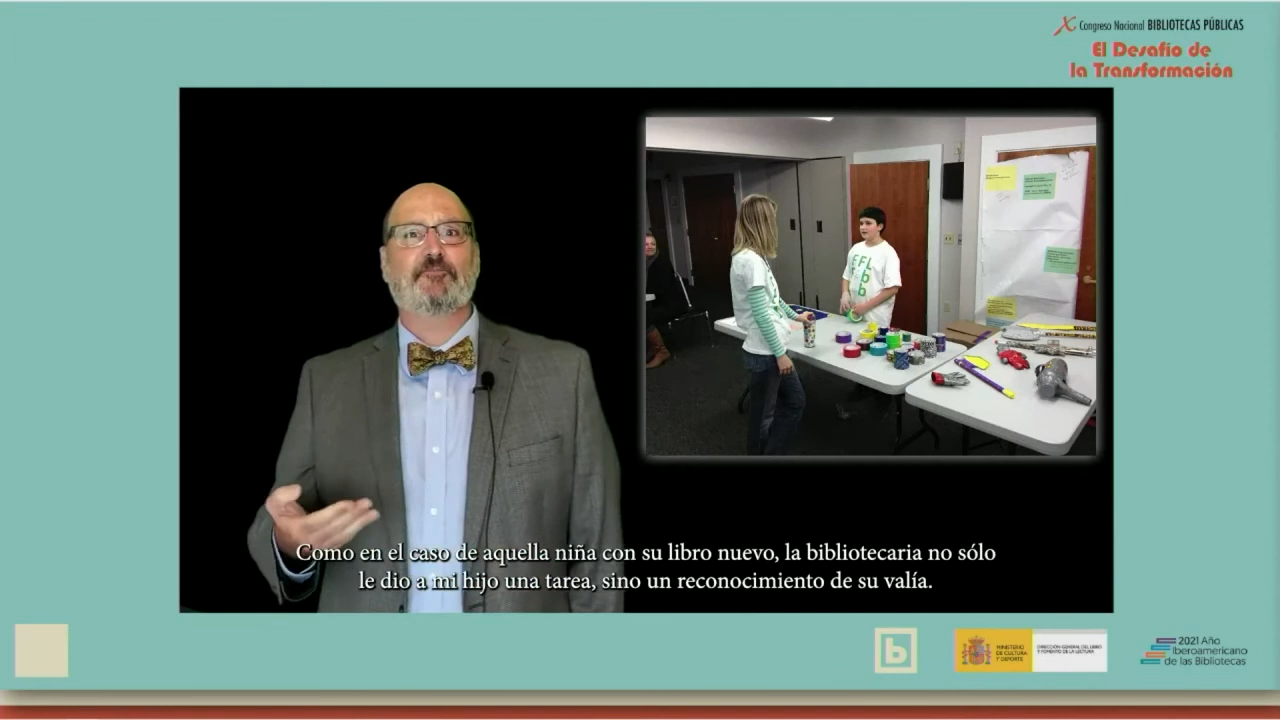 X Congreso Nacional BIBLIOTECAS PÚBLICAS
El Desafío de
la Transformación
EFL
Como en el caso de aquella niña con su libro nuevo, la bibliotecaria no sólo
le dio a mi hijo una tarea, sino un reconocimiento de su valía.
b
MINISTERIO
DE CULTURA
Y DEPORTE
DIRECCIÓN GENERAL DEL LIBRO
Y FOMENTO DE LA LECTURA
2021 Año
Iberoamericano
de las Bibliotecas